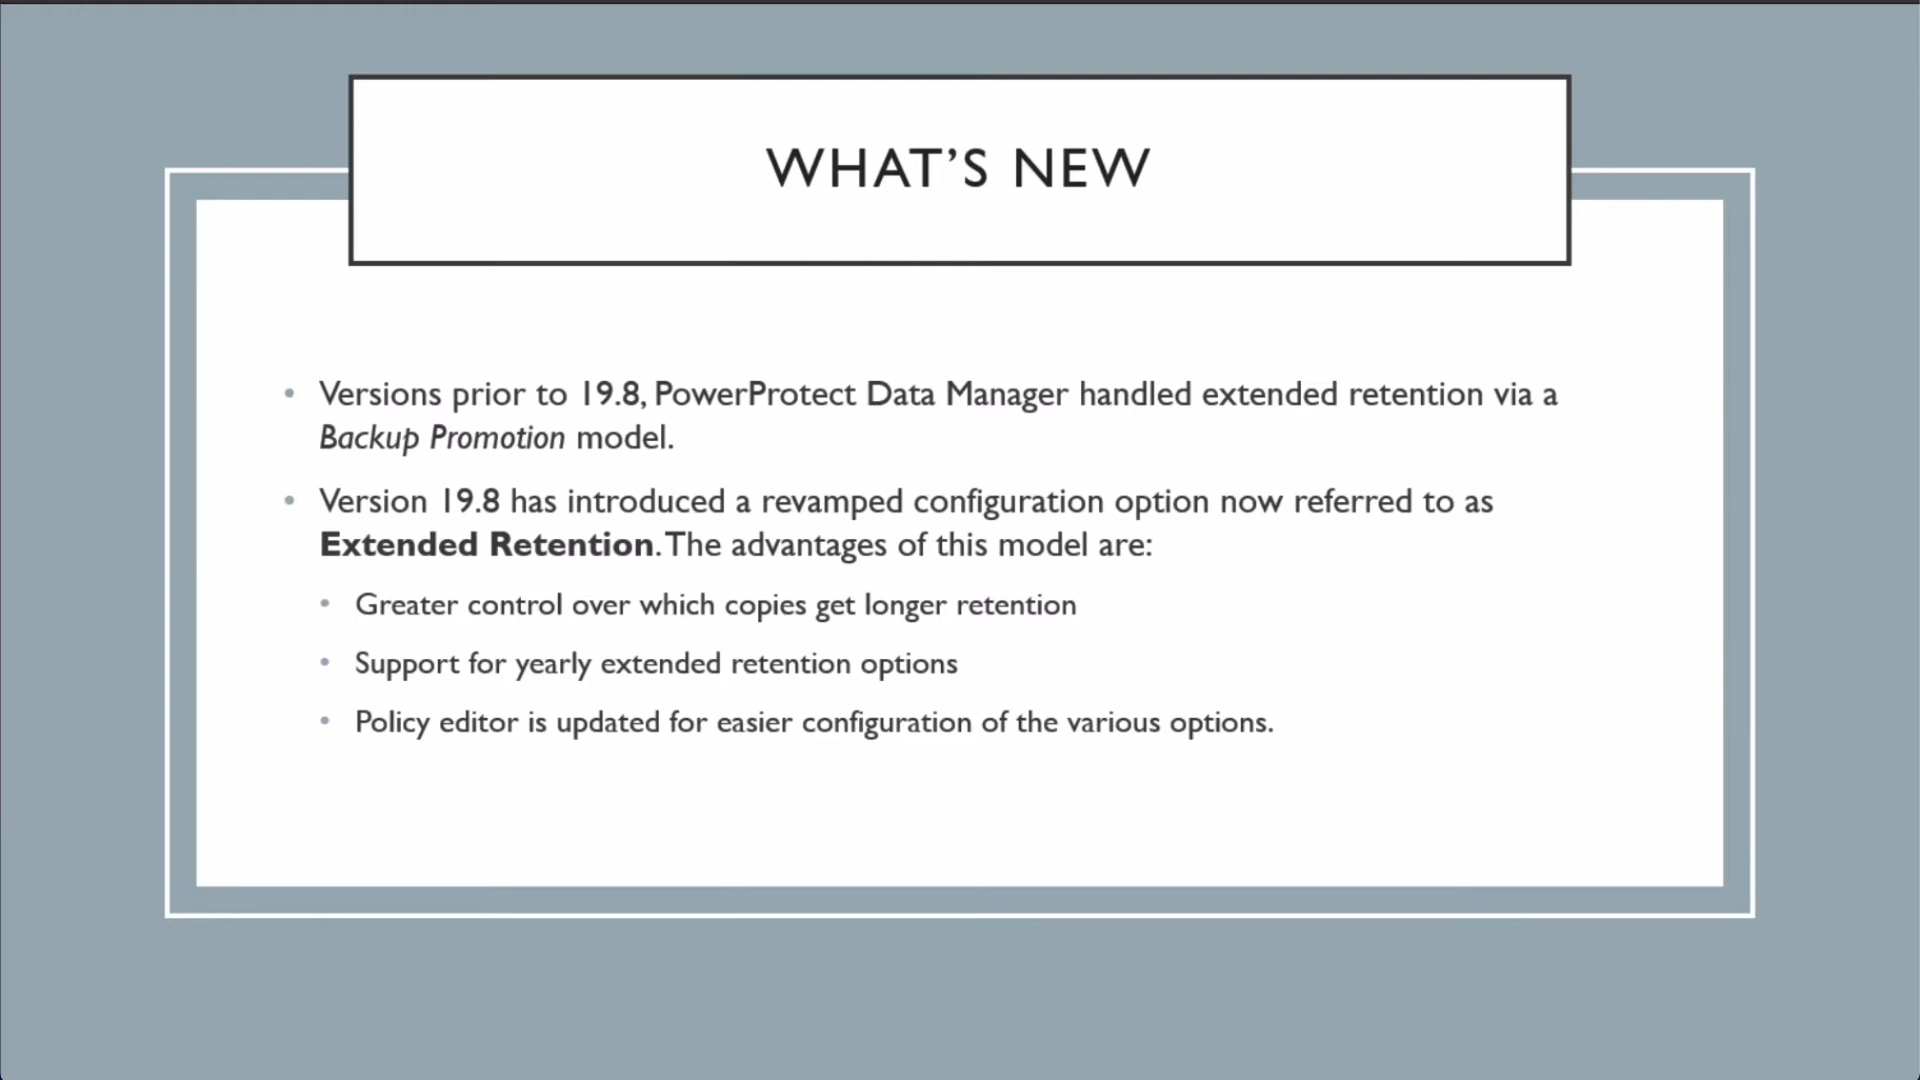 WHAT’S NEW
• Versions prior to 19.8, PowerProtect Data Manager handled extended retention via a
Backup Promotion model.
• Version 19.8 has introduced a revamped configuration option now referred to as
Extended Retention. The advantages of this model are:
• Greater control over which copies get longer retention
• Support for yearly extended retention options
• Policy editor is updated for easier configuration of the various options.